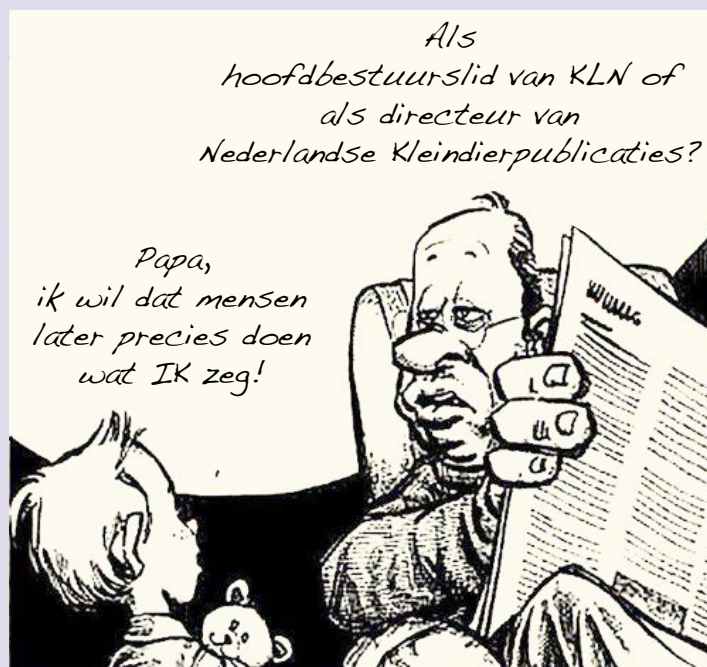 Als
hoofdbestuurslid van KLN of
als directeur van
Nederlandse Kleindierpublicaties?
Papa,
ik wil dat mensen
later precies doen
wat IK zeg!